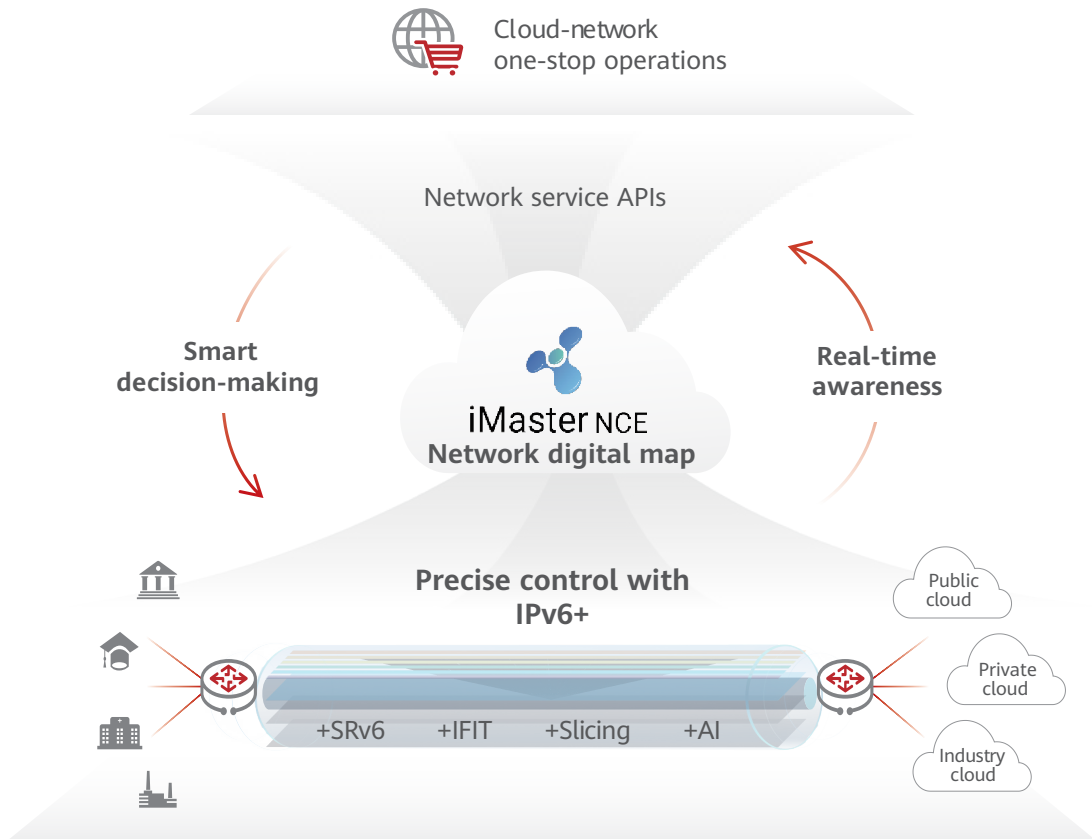 Cloud-network
one-stop operations
Network service APIs
Smart
decision-making
Real-time
awareness
iMaster NCE
Network digital map
Precise control with
IPv6+
Public
cloud
Private
cloud
Industry
cloud
+SRv6 +IFIT +Slicing +AI